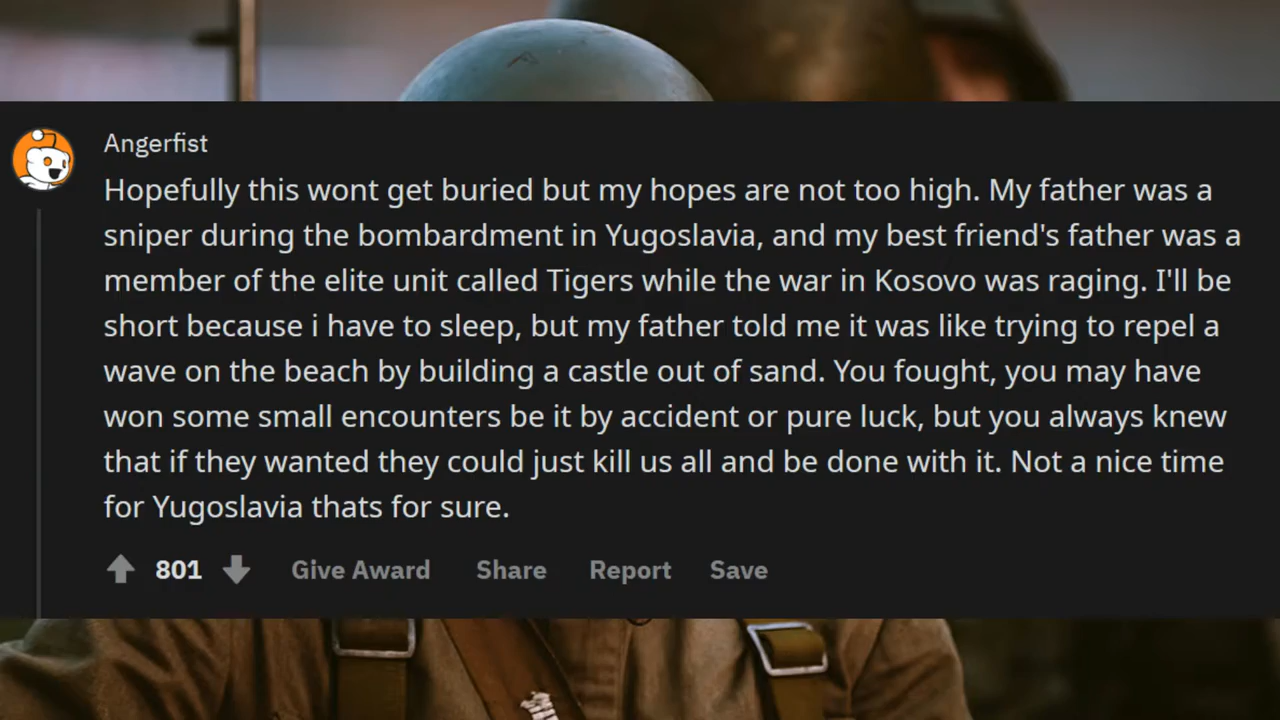 Angerfist
Hopefully this wont get buried but my hopes are not too high. My father was a
sniper during the bombardment in Yugoslavia, and my best friend's father was a
member of the elite unit called Tigers while the war in Kosovo was raging. I'll be
short because i have to sleep, but my father told me it was like trying to repel a
wave on the beach by building a castle out of sand. You fought, you may have
won some small encounters be it by accident or pure luck, but you always knew
that if they wanted they could just kill us all and be done with it. Not a nice time
for Yugoslavia thats for sure.
801 Give Award Share Report Save